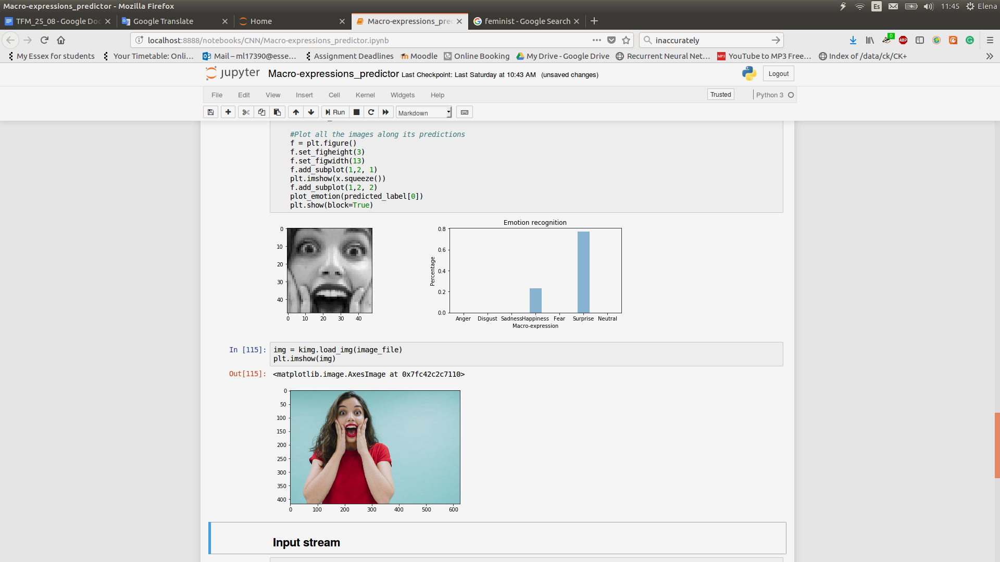 Macro-expressions_predictor - Mozilla Firefox
Es 11:45 Elena
TFM_25_08 - Google Doc
Google Translate
Home
Macro-expressions_pred
feminist - Google Search
localhost:8888/notebooks/CNN/Macro-expressions_predictor.ipynb
inaccurately
0
ABP
My Essex for students
Your Timetable: Onli…
Mail – ml17390@esse…
Assignment Deadlines
Moodle
Online Booking
My Drive - Google Drive
Recurrent Neural Net…
MP3
YouTube to MP3 Free…
Index of /data/ck/CK+
jupyter
Macro-expressions_predictor Last Checkpoint: Last Saturday at 10:43 AM (unsaved changes)
Logout
File Edit View Insert Cell Kernel Widgets Help
Trusted
Python 3
Run
Markdown
#Plot all the images along its predictions
f = plt.figure()
f.set_figheight(3)
f.set_figwidth(13)
f.add_subplot(1,2, 1)
plt.imshow(x.squeeze())
f.add_subplot(1,2, 2)
plot_emotion(predicted_label[0])
plt.show(block=True)
0
10
20
30
40
0 10 20 30 40
Emotion recognition
Percentage
0.8
0.6
0.4
0.2
0.0
Anger Disgust Sadness Happiness Fear Surprise Neutral
Macro-expression
In [115]:
img = kimg.load_img(image_file)
plt.imshow(img)
Out[115]:
<matplotlib.image.AxesImage at 0x7fc42c2c7110>
0
50
100
150
200
250
300
350
400
0 100 200 300 400 500 600
Input stream